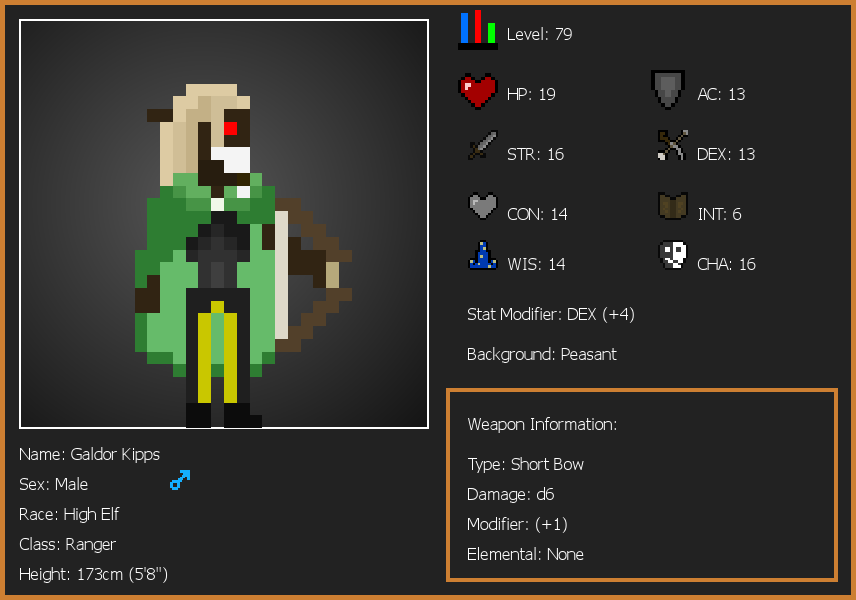 Level: 79
HP: 19
AC: 13
STR: 16
DEX: 13
CON: 14
INT: 6
WIS: 14
CHA: 16
Stat Modifier: DEX (+4)
Background: Peasant
Weapon Information:
Type: Short Bow
Damage: d6
Modifier: (+1)
Elemental: None
Name: Galdor Kipps
Sex: Male
Race: High Elf
Class: Ranger
Height: 173cm (5'8")